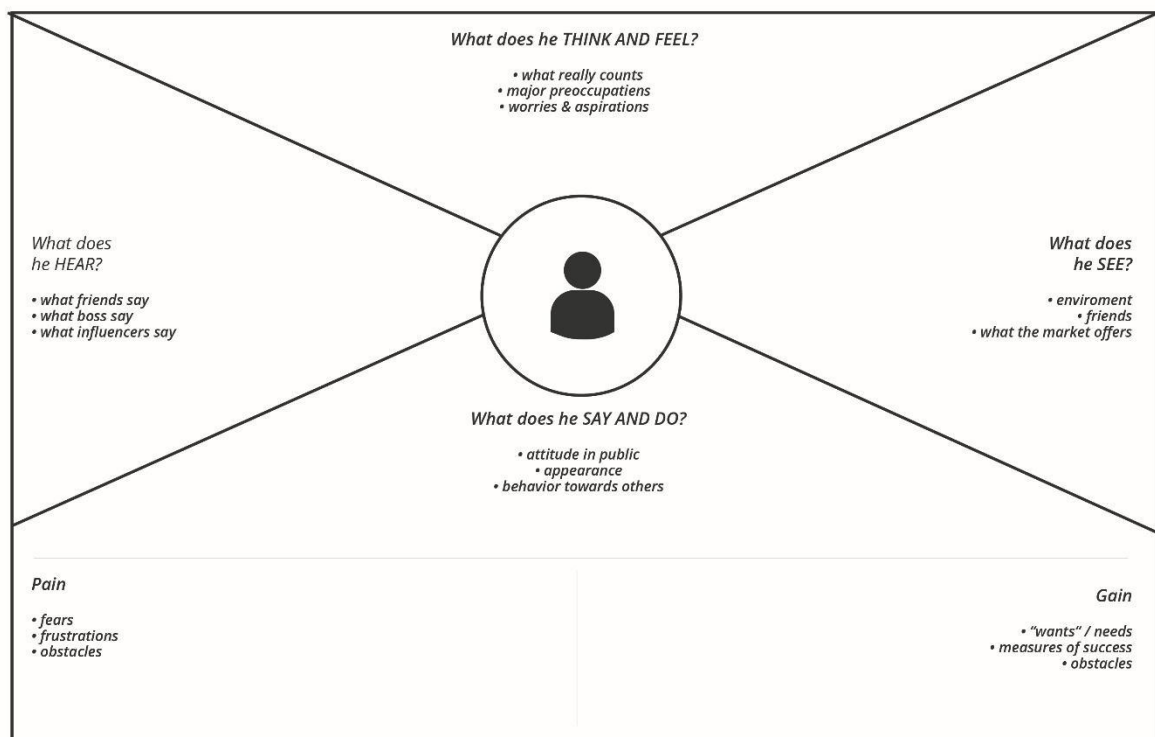 What does he THINK AND FEEL?
• what really counts
• major preoccupatiens
• worries & aspirations
What does
he HEAR?
• what friends say
• what boss say
• what influencers say
What does
he SEE?
• enviroment
• friends
• what the market offers
What does he SAY AND DO?
• attitude in public
• appearance
• behavior towards others
Pain
• fears
• frustrations
• obstacles
Gain
• “wants” / needs
• measures of success
• obstacles